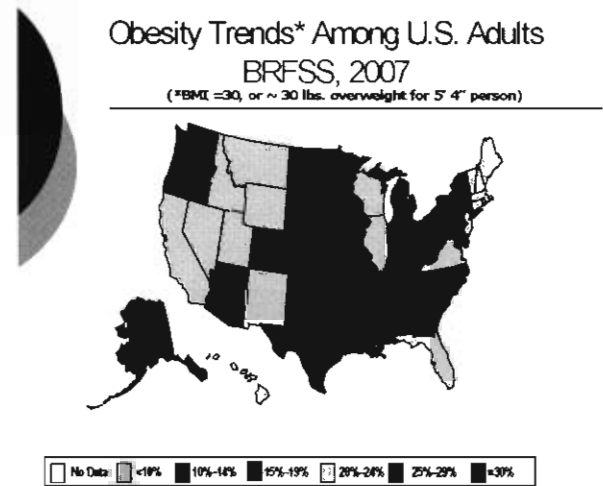 Obesity Trends* Among U.S. Adults
BRFSS, 2007
(*BMI =30, or ~ 30 lbs. overweight for 5' 4" person)
No Data <10% 10%–14% 15%–19% 20%–24% 25%–29% =30%